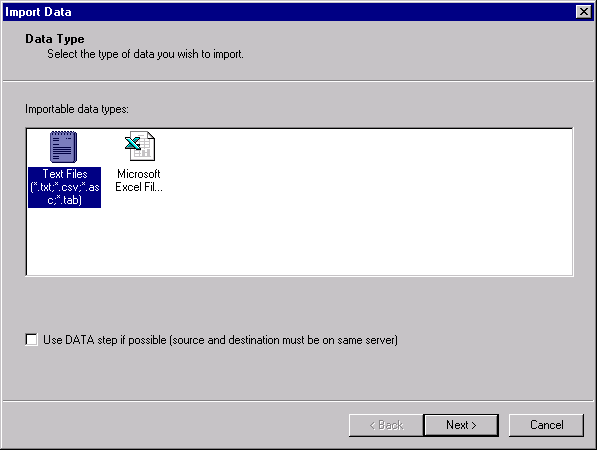 Import Data
Data Type
Select the type of data you wish to import.
Importable data types:
Text Files
(*.txt;*.csv;*.as
c;*.tab)
Microsoft
Excel Fil...
Use DATA step if possible (source and destination must be on same server)
< Back
Next >
Cancel